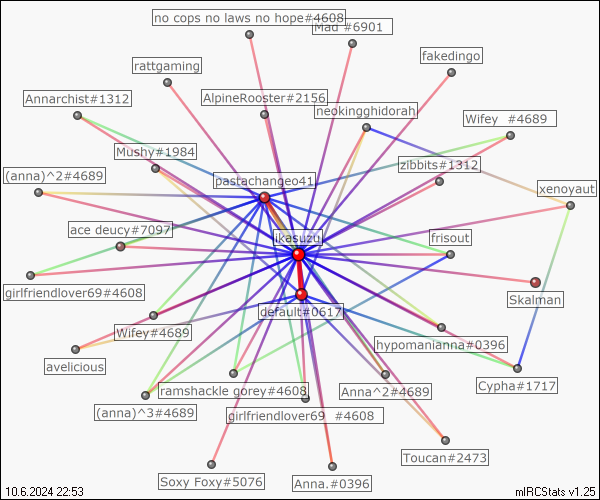 no cops no laws no hope#4608
Mad #6901
fakedingo
rattgaming
Annarchist#1312
AlpineRooster#2156
neokingghidorah
Wifey  #4689
Mushy#1984
zibbits#1312
(anna)^2#4689
pastachangeo41
xenoyaut
ace deucy#7097
ikasuzu
frisout
girlfriendlover69#4608
Skalman
default#0617
Wifey#4689
hypomanianna#0396
avelicious
ramshackle gorey#4608
Anna^2#4689
Cypha#1717
(anna)^3#4689
girlfriendlover69  #4608
Toucan#2473
Soxy Foxy#5076
Anna.#0396
10.6.2024 22:53
mIRCStats v1.25